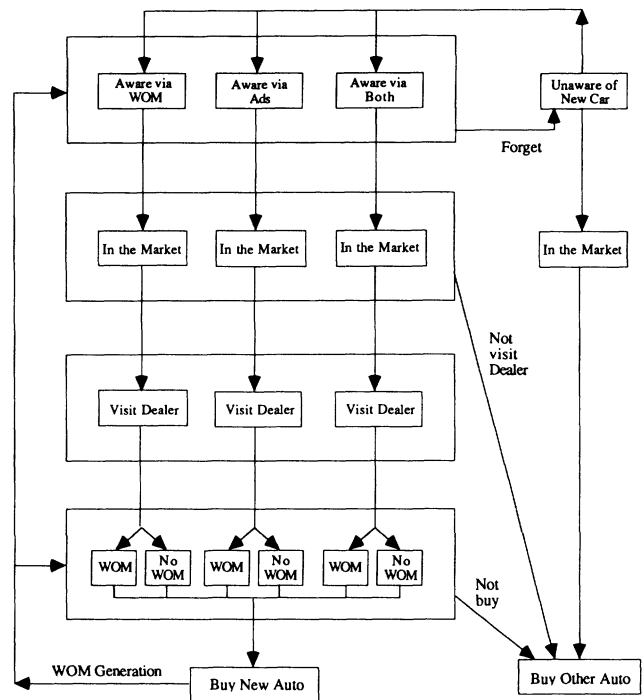 Aware via
WOM
Aware via
Ads
Aware via
Both
Unaware of
New Car
Forget
In the Market
In the Market
In the Market
In the Market
Not
visit
Dealer
Visit Dealer
Visit Dealer
Visit Dealer
WOM
No
WOM
WOM
No
WOM
WOM
No
WOM
Not
buy
WOM Generation
Buy New Auto
Buy Other Auto